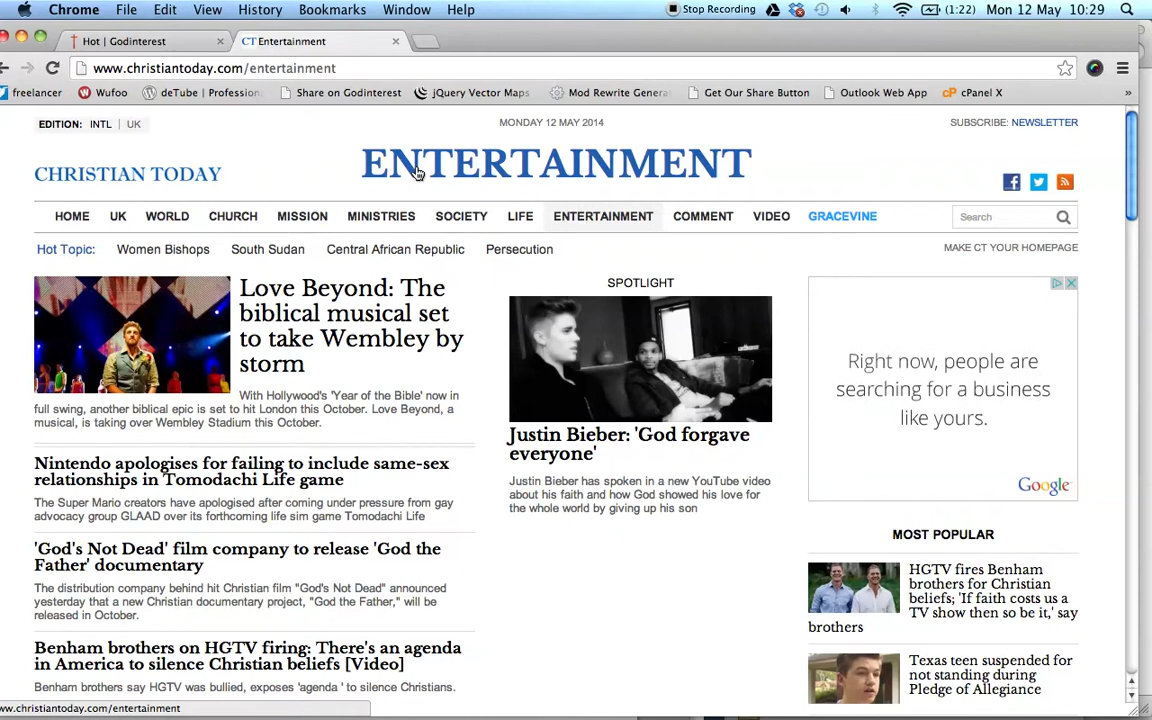 Chrome File Edit View History Bookmarks Window Help Stop Recording (1:22) Mon 12 May 10:29
Hot | Godinterest CT Entertainment
www.christiantoday.com/entertainment
freelancer Wufoo deTube | Profession Share on Godinterest jQuery Vector Maps Mod Rewrite Genera Get Our Share Button Outlook Web App cP cPanel X »
EDITION: INTL | UK
MONDAY 12 MAY 2014
SUBSCRIBE: NEWSLETTER
CHRISTIAN TODAY
ENTERTAINMENT
HOME UK WORLD CHURCH MISSION MINISTRIES SOCIETY LIFE ENTERTAINMENT COMMENT VIDEO GRACEVINE Search
Hot Topic: Women Bishops South Sudan Central African Republic Persecution
MAKE CT YOUR HOMEPAGE
Love Beyond: The
biblical musical set
to take Wembley by
storm
With Hollywood's 'Year of the Bible' now in
full swing, another biblical epic is set to hit London this October. Love Beyond, a
musical, is taking over Wembley Stadium this October.
Nintendo apologises for failing to include same-sex
relationships in Tomodachi Life game
The Super Mario creators have apologised after coming under pressure from gay
advocacy group GLAAD over its forthcoming life sim game Tomodachi Life
'God's Not Dead' film company to release 'God the
Father' documentary
The distribution company behind hit Christian film "God's Not Dead" announced
yesterday that a new Christian documentary project, "God the Father," will be
released in October.
Benham brothers on HGTV firing: There's an agenda
in America to silence Christian beliefs [Video]
Benham brothers say HGTV was bullied, exposes 'agenda ' to silence Christians.
SPOTLIGHT
Justin Bieber: 'God forgave
everyone'
Justin Bieber has spoken in a new YouTube video
about his faith and how God showed his love for
the whole world by giving up his son
Right now, people are
searching for a business
like yours.
Google
MOST POPULAR
HGTV fires Benham
brothers for Christian
beliefs; 'If faith costs us a
TV show then so be it,' say
brothers
Texas teen suspended for
not standing during
Pledge of Allegiance
ww.christiantoday.com/entertainment